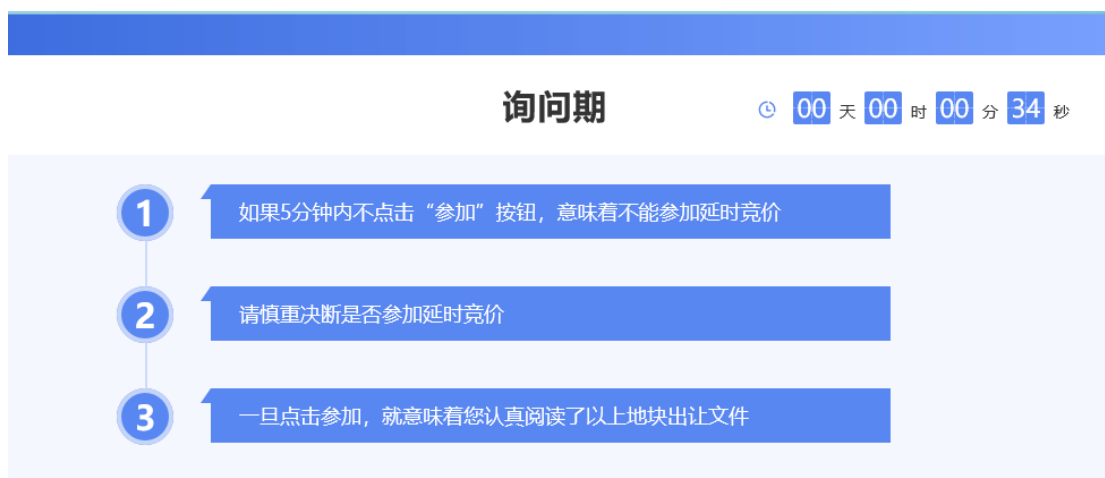 询问期
00 天 00 时 00 分 34 秒
1 如果5分钟内不点击“参加”按钮，意味着不能参加延时竞价
2 请慎重决断是否参加延时竞价
3 一旦点击参加，就意味着您认真阅读了以上地块出让文件